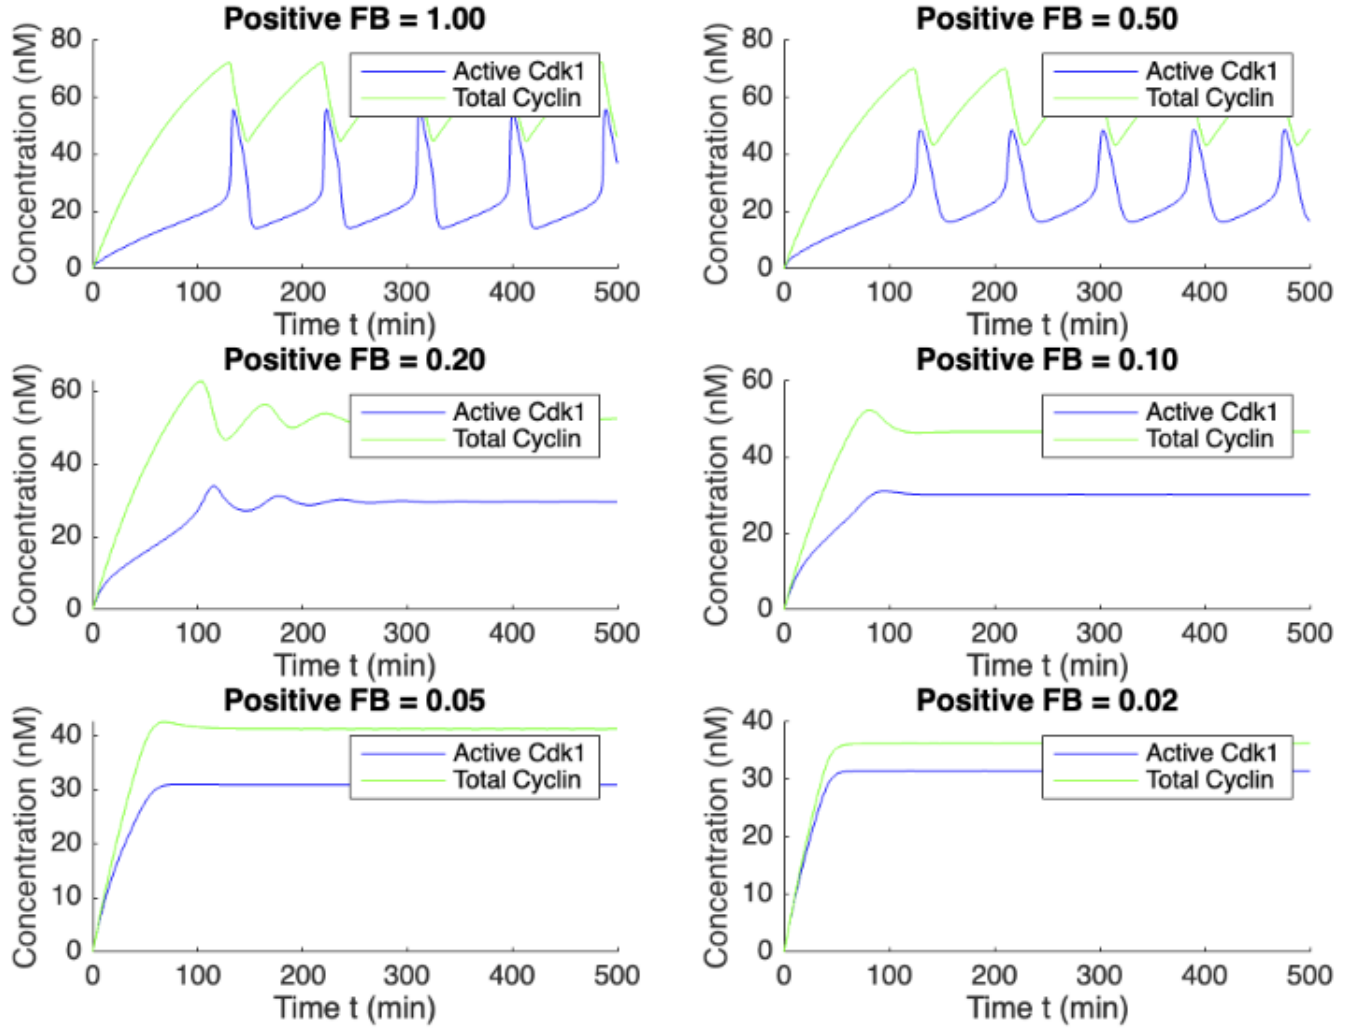 Positive FB = 1.00
Concentration (nM)
80
60
40
20
0
Active Cdk1
Total Cyclin
0 100 200 300 400 500
Time t (min)
Positive FB = 0.50
Concentration (nM)
80
60
40
20
0
Active Cdk1
Total Cyclin
0 100 200 300 400 500
Time t (min)
Positive FB = 0.20
Concentration (nM)
60
40
20
0
Active Cdk1
Total Cyclin
0 100 200 300 400 500
Time t (min)
Positive FB = 0.10
Concentration (nM)
60
40
20
0
Active Cdk1
Total Cyclin
0 100 200 300 400 500
Time t (min)
Positive FB = 0.05
Concentration (nM)
40
30
20
10
0
Active Cdk1
Total Cyclin
0 100 200 300 400 500
Time t (min)
Positive FB = 0.02
Concentration (nM)
40
30
20
10
0
Active Cdk1
Total Cyclin
0 100 200 300 400 500
Time t (min)